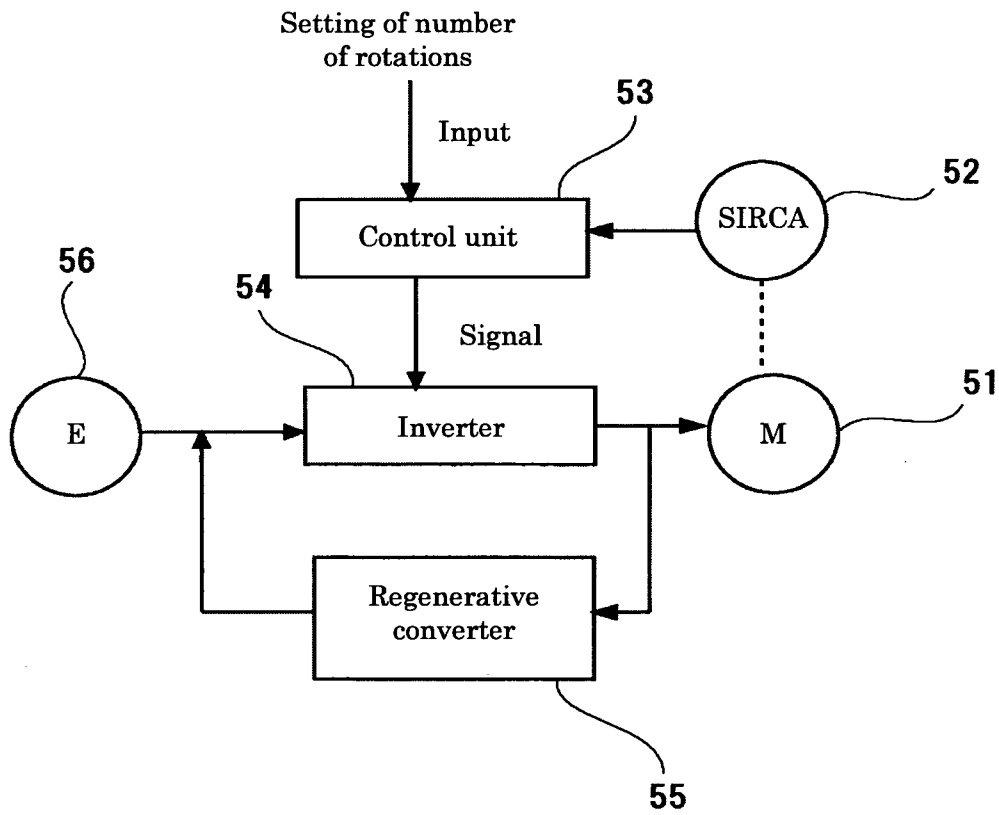 Setting of number
of rotations
Input
53
Control unit
SIRCA
52
56
54
Signal
E
Inverter
M
51
Regenerative
converter
55